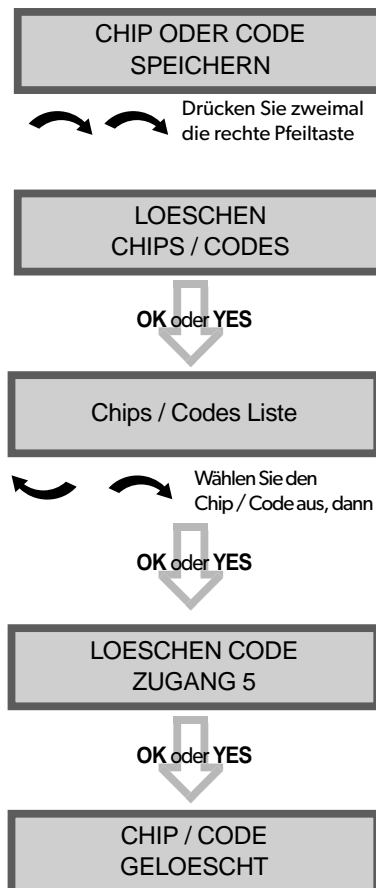 CHIP ODER CODE
SPEICHERN
Drücken Sie zweimal
die rechte Pfeiltaste
LOESCHEN
CHIPS / CODES
OK oder YES
Chips / Codes Liste
Wählen Sie den
Chip / Code aus, dann
OK oder YES
LOESCHEN CODE
ZUGANG 5
OK oder YES
CHIP / CODE
GELOESCHT